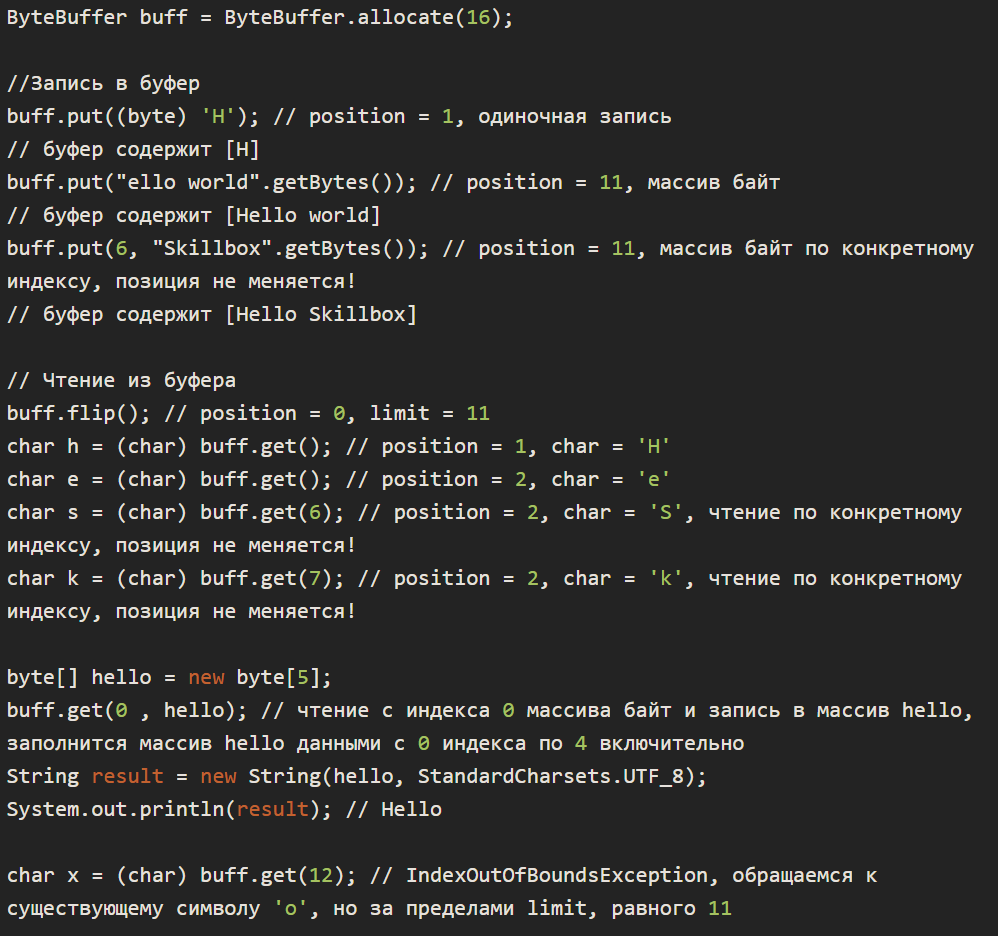 ByteBuffer buff = ByteBuffer.allocate(16);
//Запись в буфер
buff.put((byte) 'H'); // position = 1, одиночная запись
// буфер содержит [H]
buff.put("ello world".getBytes()); // position = 11, массив байт
// буфер содержит [Hello world]
buff.put(6, "Skillbox".getBytes()); // position = 11, массив байт по конкретному
индексу, позиция не меняется!
// буфер содержит [Hello Skillbox]
// Чтение из буфера
buff.flip(); // position = 0, limit = 11
char h = (char) buff.get(); // position = 1, char = 'H'
char e = (char) buff.get(); // position = 2, char = 'e'
char s = (char) buff.get(6); // position = 2, char = 'S', чтение по конкретному
индексу, позиция не меняется!
char k = (char) buff.get(7); // position = 2, char = 'k', чтение по конкретному
индексу, позиция не меняется!
byte[] hello = new byte[5];
buff.get(0 , hello); // чтение с индекса 0 массива байт и запись в массив hello,
заполнится массив hello данными с 0 индекса по 4 включительно
String result = new String(hello, StandardCharsets.UTF_8);
System.out.println(result); // Hello
char x = (char) buff.get(12); // IndexOutOfBoundsException, обращаемся к
существующему символу 'o', но за пределами limit, равного 11